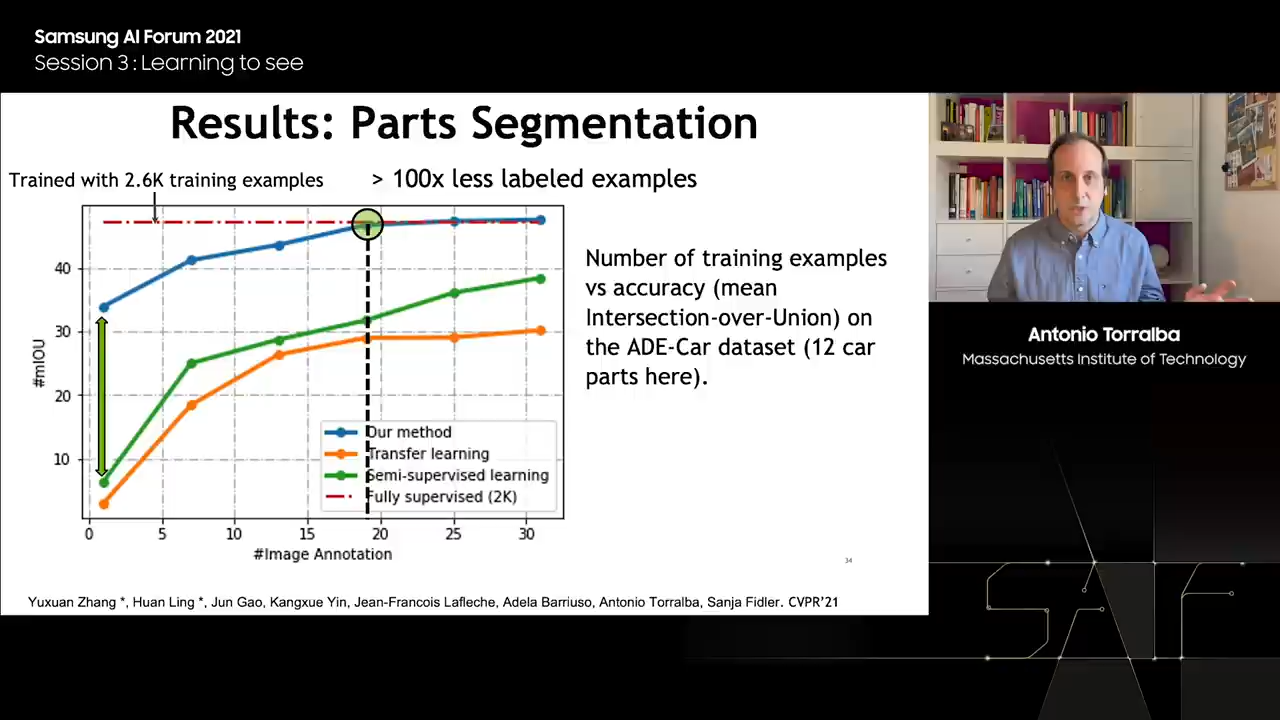 Samsung AI Forum 2021
Session 3 : Learning to see
Results: Parts Segmentation
Trained with 2.6K training examples
> 100x less labeled examples
40
30
20
10
#mIOU
0 5 10 15 20 25 30
#Image Annotation
Our method
Transfer learning
Semi-supervised learning
Fully supervised (2K)
Number of training examples
vs accuracy (mean
Intersection-over-Union) on
the ADE-Car dataset (12 car
parts here).
34
Yuxuan Zhang *, Huan Ling *, Jun Gao, Kangxue Yin, Jean-Francois Lafleche, Adela Barriuso, Antonio Torralba, Sanja Fidler. CVPR'21
Antonio Torralba
Massachusetts Institute of Technology